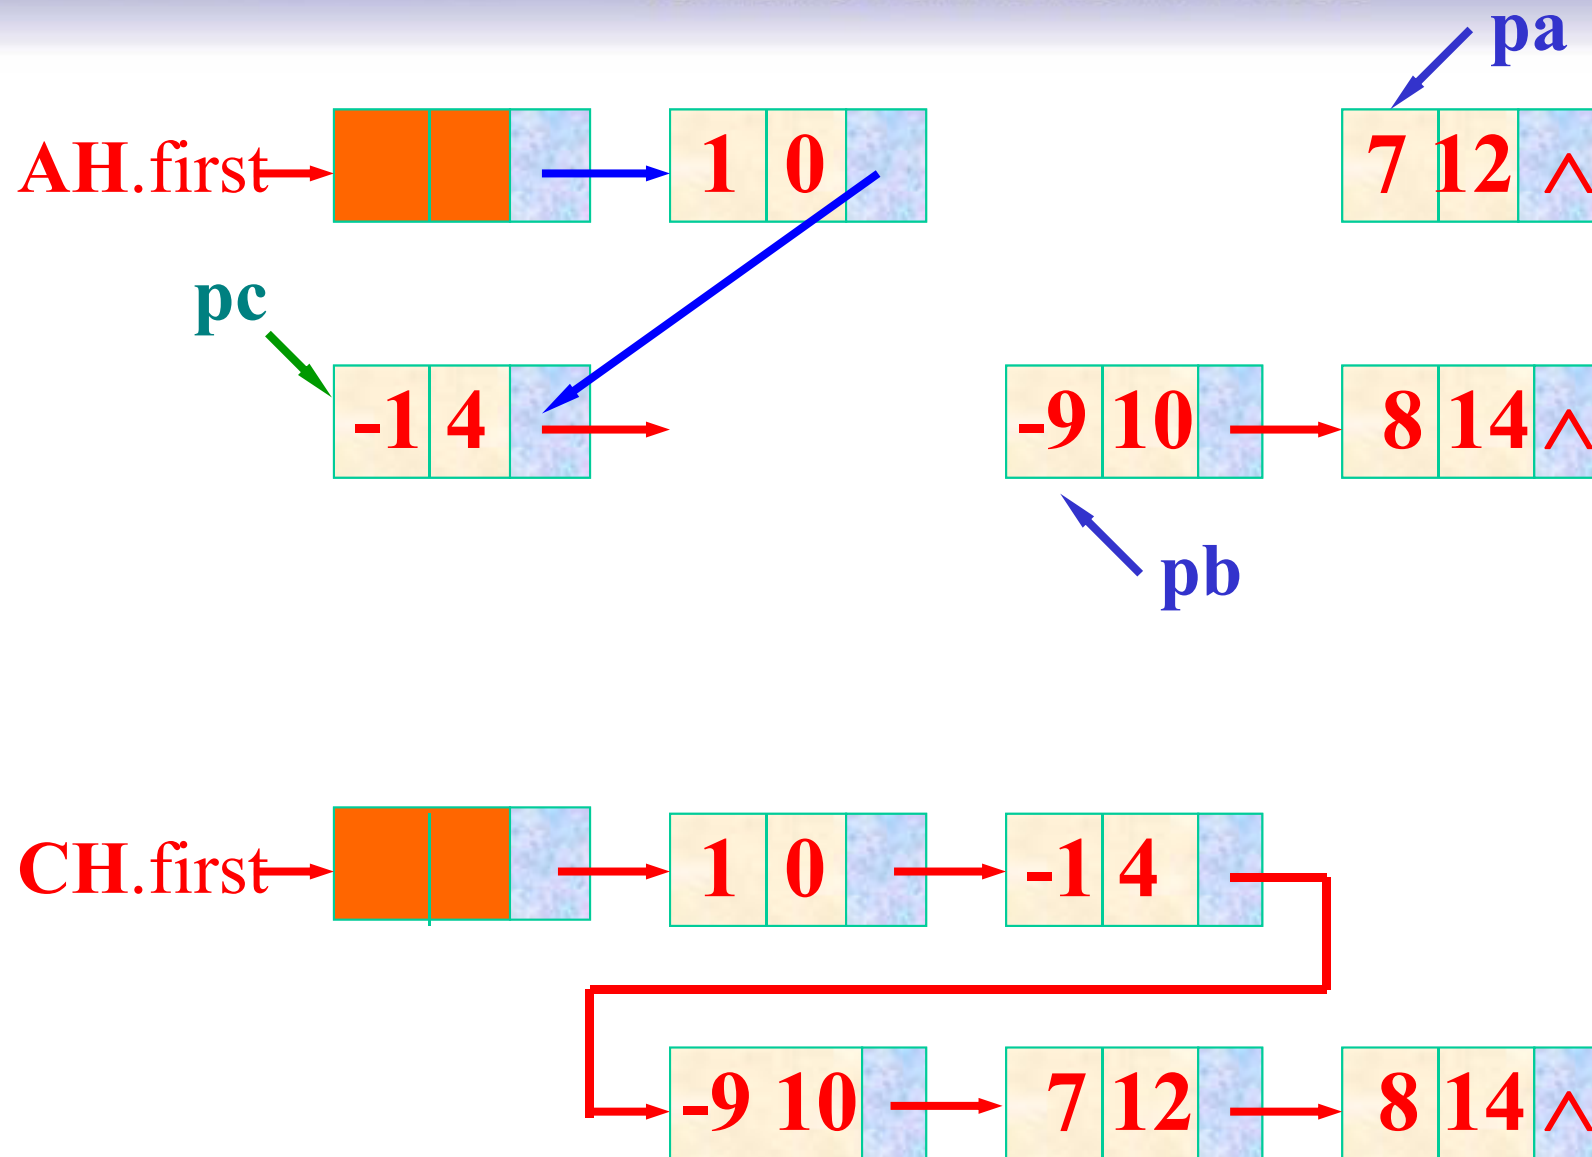 pa
AH.first 1 0 7 12 ∧
pc
-1 4 -9 10 8 14 ∧
pb
CH.first 1 0 -1 4
-9 10 7 12 8 14 ∧